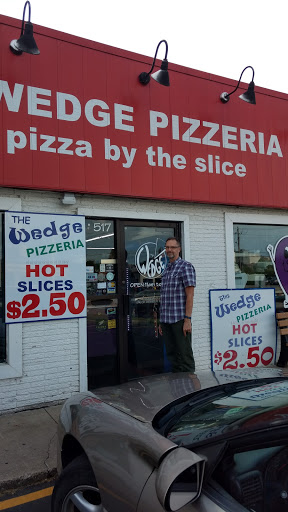 WEDGE PIZZERIA
pizza by the slice
517
THE
Wedge
PIZZERIA
HOT
SLICES
$2.50
OPEN
The
Wedge
PIZZERIA
HOT
SLICES
$2.50